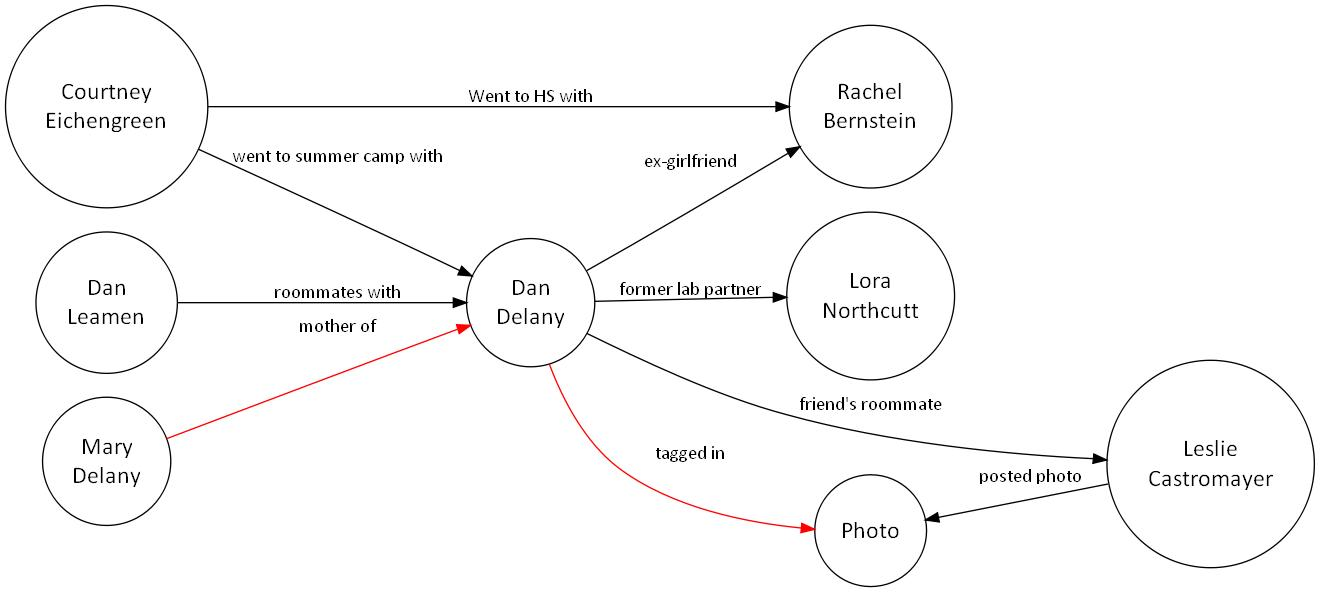 Courtney
Eichengreen
Went to HS with
Rachel
Bernstein
went to summer camp with
ex-girlfriend
Dan
Leamen
roommates with
mother of
Dan
Delany
former lab partner
Lora
Northcutt
Mary
Delany
friend's roommate
tagged in
posted photo
Leslie
Castromayer
Photo